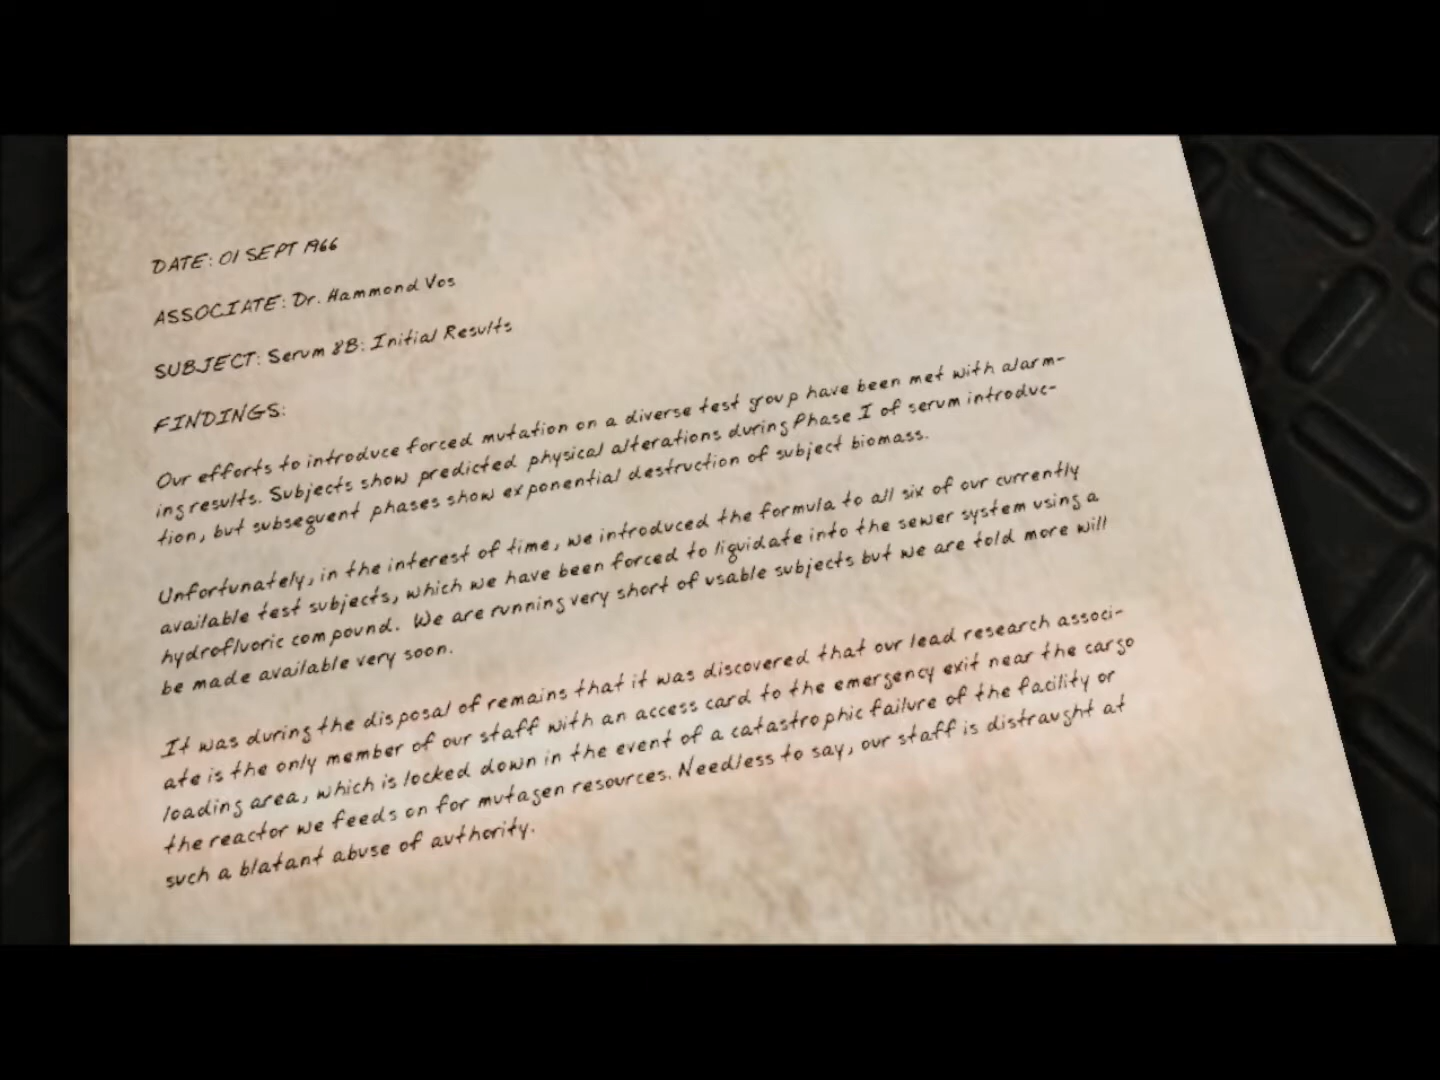 DATE: 01 SEPT 1966
ASSOCIATE: Dr. Hammond Vos
SUBJECT: Serum 8B: Initial Results
FINDINGS:
Our efforts to introduce forced mutation on a diverse test group have been met with alarm-
ing results. Subjects show predicted physical alterations during Phase I of serum introduc-
tion, but subsequent phases show exponential destruction of subject biomass.
Unfortunately, in the interest of time, we introduced the formula to all six of our currently
available test subjects, which we have been forced to liquidate into the sewer system using a
hydrofluoric compound. We are running very short of usable subjects but we are told more will
be made available very soon.
It was during the disposal of remains that it was discovered that our lead research associ-
ate is the only member of our staff with an access card to the emergency exit near the cargo
loading area, which is locked down in the event of a catastrophic failure of the facility or
the reactor we feeds on for mutagen resources. Needless to say, our staff is distraught at
such a blatant abuse of authority.